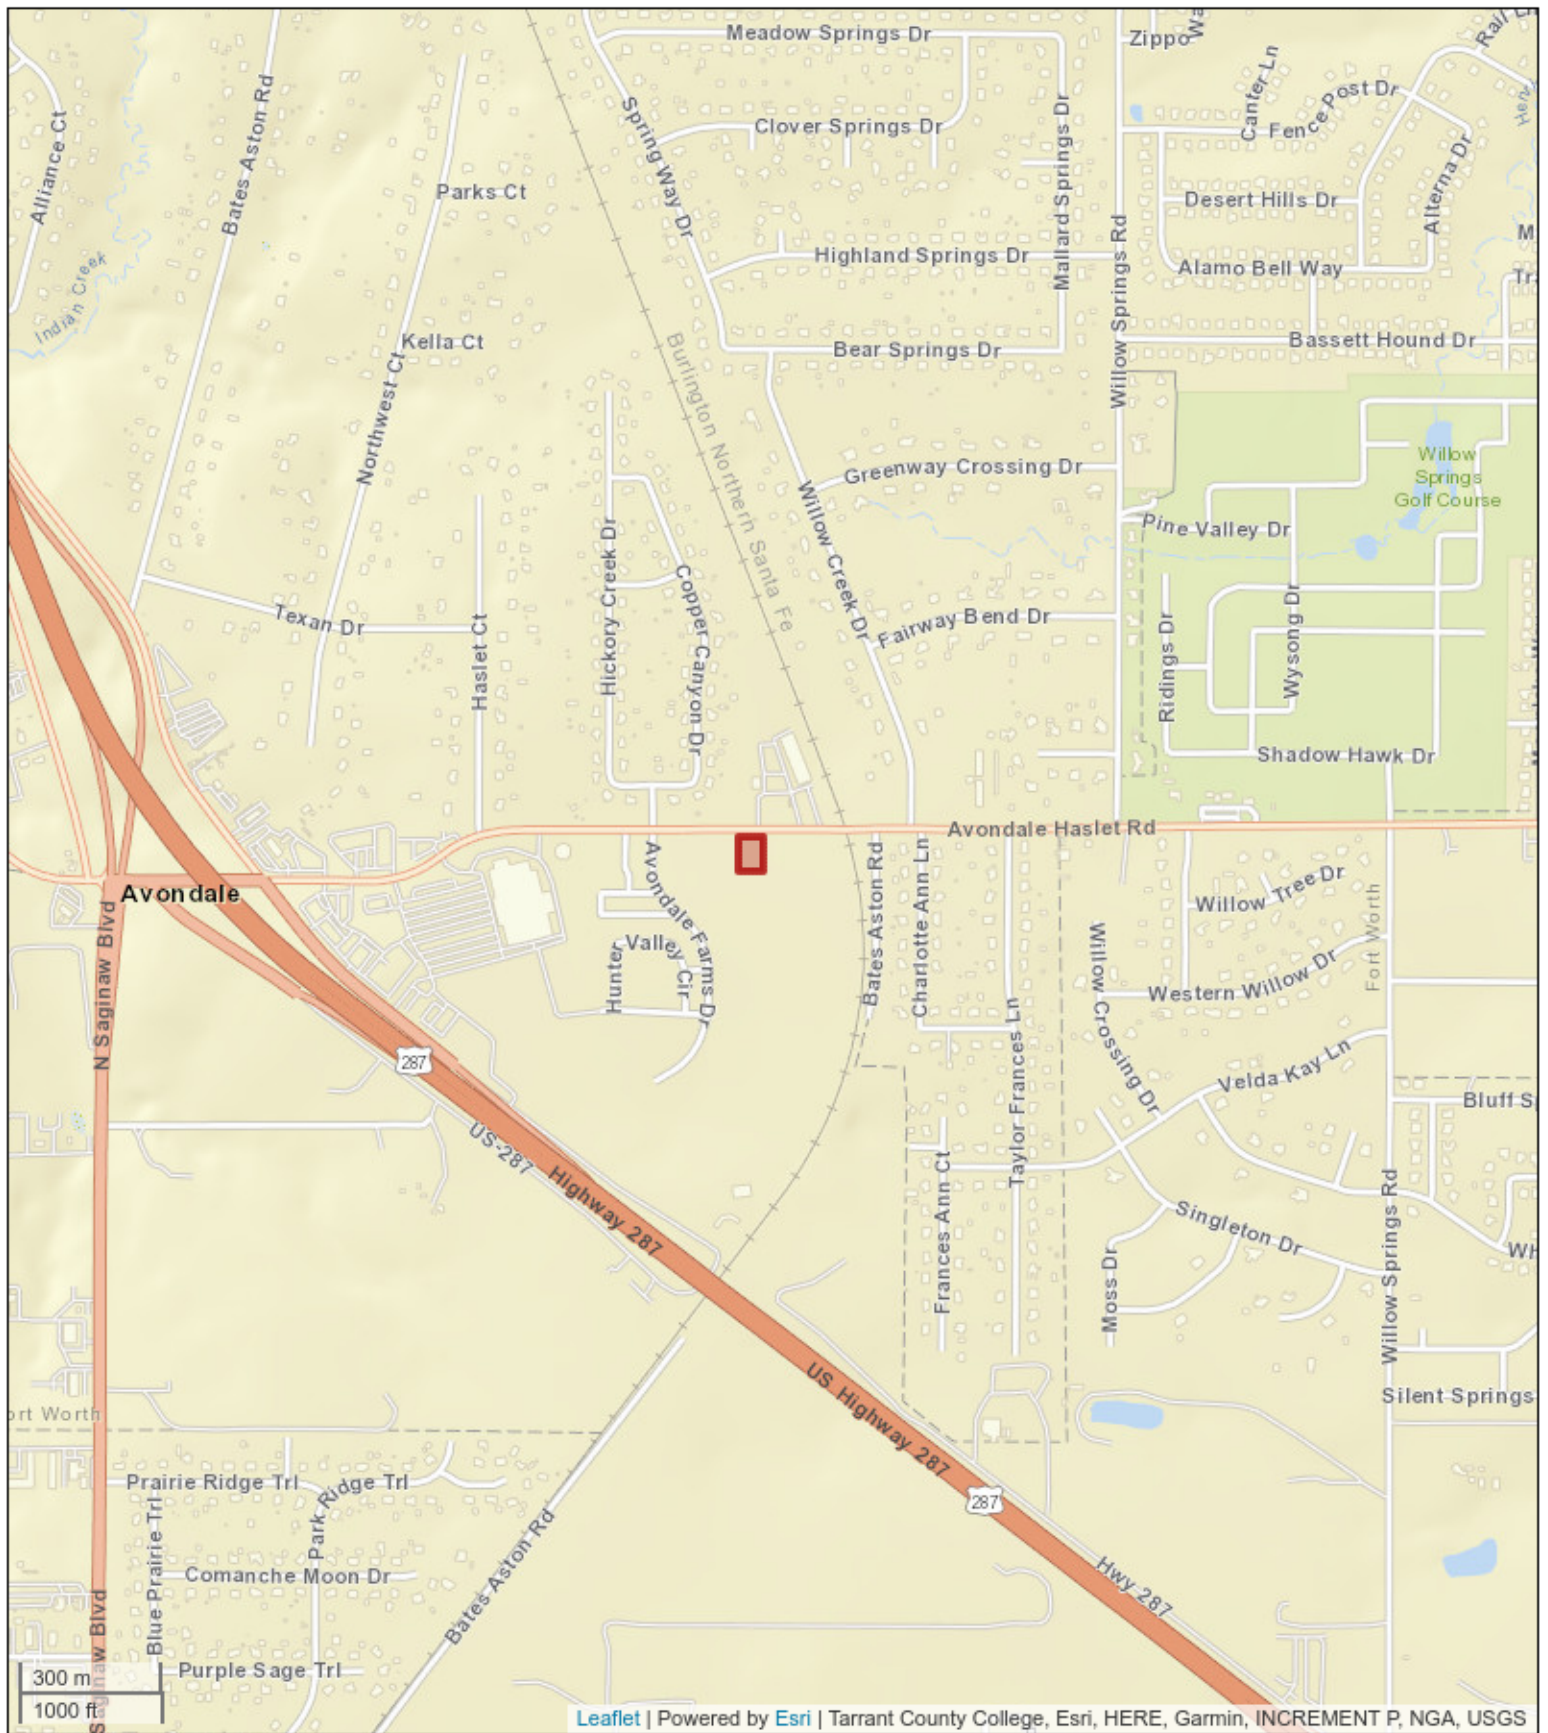 Meadow Springs Dr
Zippo
Wa
Rail Ln
Canter Ln
Fence Post Dr
Alliance Ct
Bates Aston Rd
Spring Way Dr
Clover Springs Dr
Mallard Springs Dr
Alterna Dr
Parks Ct
Desert Hills Dr
Indian Creek
Highland Springs Dr
Willow Springs Rd
Alamo Bell Way
M
Tr
Kella Ct
Burlington Northern Santa Fe
Bear Springs Dr
Bassett Hound Dr
Northwest Ct
Greenway Crossing Dr
Willow
Springs
Golf Course
Willow Creek Dr
Pine Valley Dr
Hickory Creek Dr
Copper Canyon Dr
Texan Dr
Haslet Ct
Fairway Bend Dr
Ridings Dr
Wysong Dr
Shadow Hawk Dr
Avondale Haslet Rd
Avondale
Avondale Farms Dr
Bates Aston Rd
Charlotte Ann Ln
Willow Tree Dr
Fort Worth
N Saginaw Blvd
Hunter
Valley Cir
Willow Crossing Dr
Western Willow Dr
Taylor Frances Ln
287
Velda Kay Ln
Bluff S
US-287
Highway 287
Frances Ann Ct
Singleton Dr
Wh
Moss Dr
Willow Springs Rd
US Highway 287
Silent Springs
ort Worth
Prairie Ridge Trl
Park Ridge Trl
287
Blue Prairie Trl
Bates Aston Rd
Comanche Moon Dr
Hwy 287
Saginaw Blvd
Purple Sage Trl
300 m
1000 ft
Leaflet | Powered by Esri | Tarrant County College, Esri, HERE, Garmin, INCREMENT P, NGA, USGS